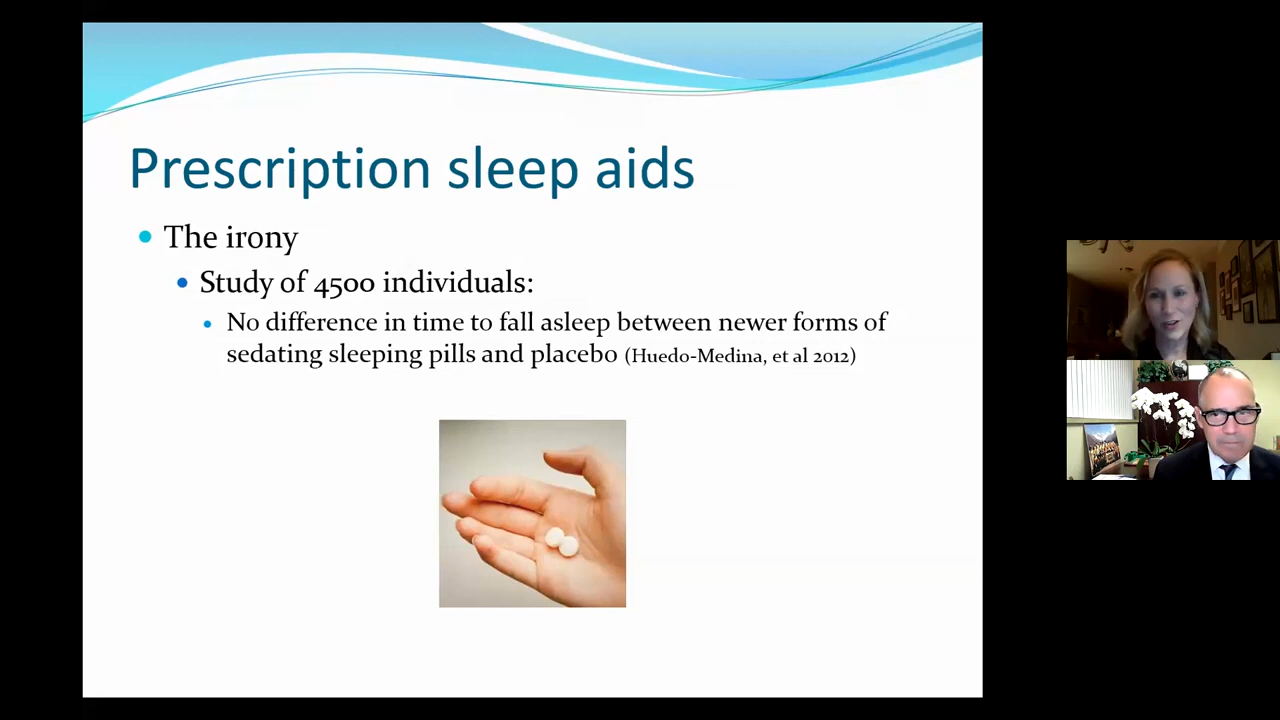 Prescription sleep aids
The irony
Study of 4500 individuals:
No difference in time to fall asleep between newer forms of
sedating sleeping pills and placebo (Huedo-Medina, et al 2012)